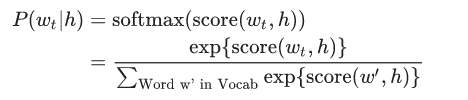 P(w_t|h) = softmax(score(w_t, h))
= exp{score(w_t, h)} / ∑_{Word w' in Vocab} exp{score(w', h)}